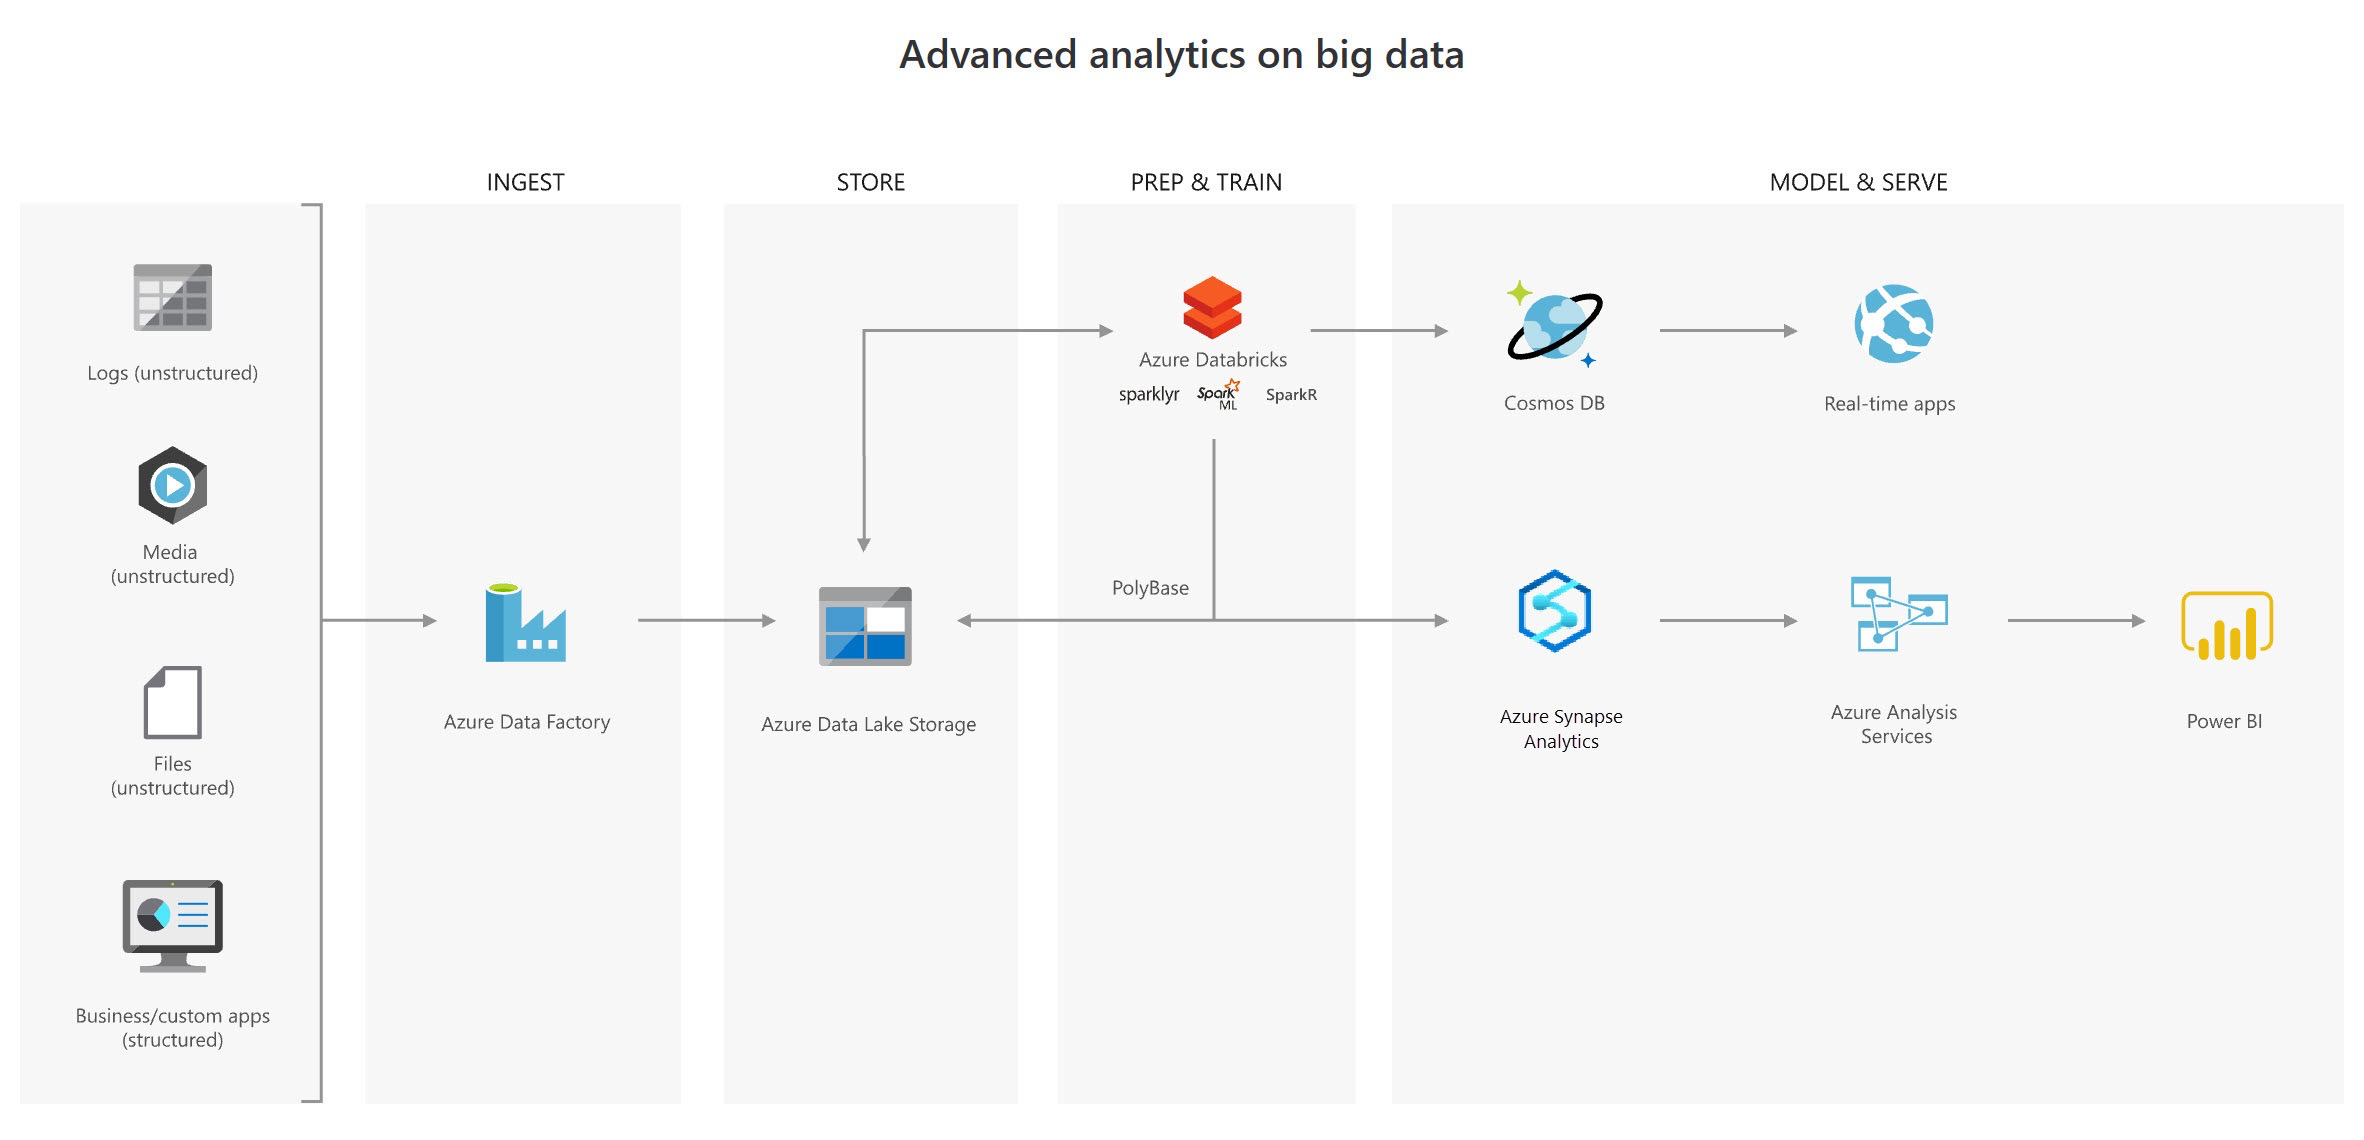 Advanced analytics on big data
INGEST
STORE
PREP & TRAIN
MODEL & SERVE
Logs (unstructured)
Media
(unstructured)
Files
(unstructured)
Business/custom apps
(structured)
Azure Data Factory
Azure Data Lake Storage
Azure Databricks
sparklyr
Spark
ML
SparkR
PolyBase
Cosmos DB
Real-time apps
Azure Synapse
Analytics
Azure Analysis
Services
Power BI